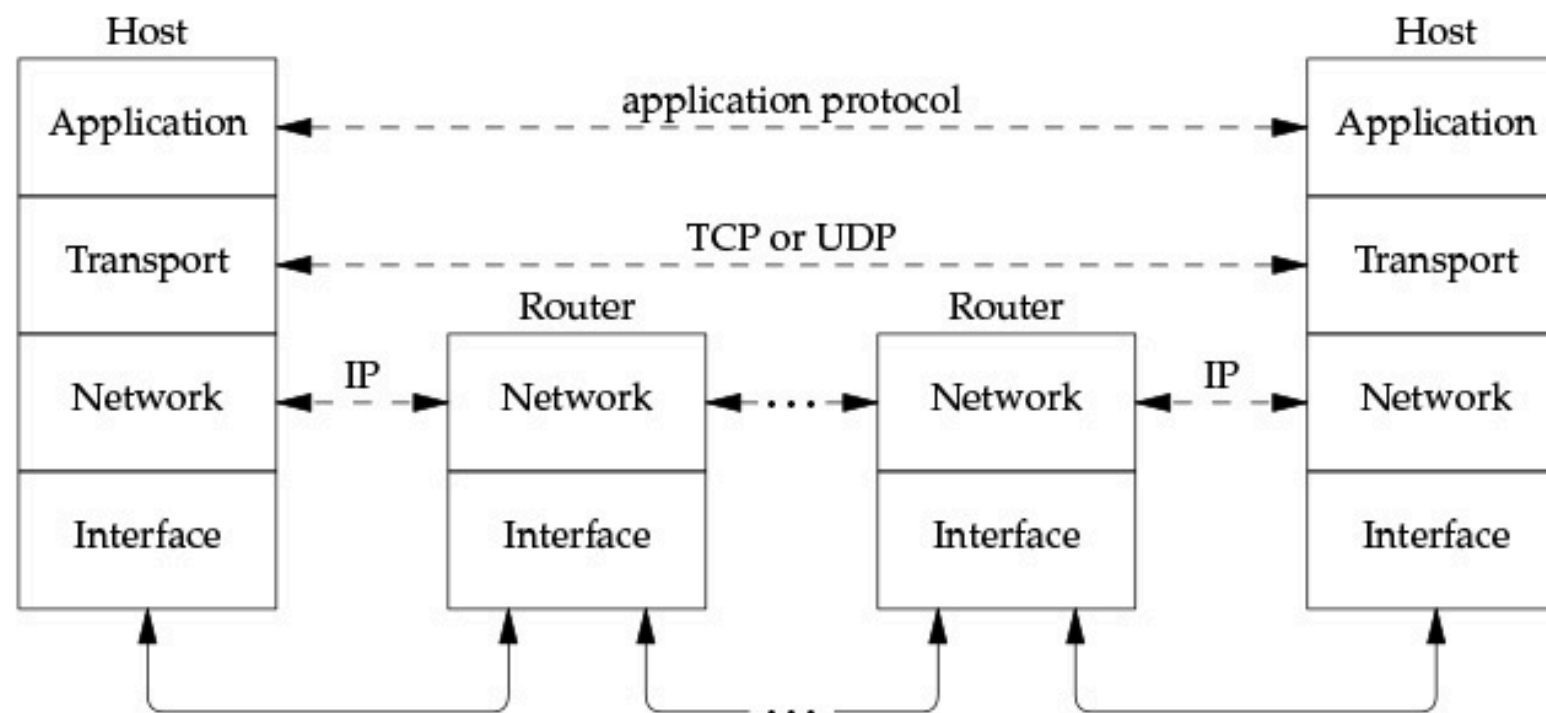 Host
Host
Application
application protocol
Application
Transport
TCP or UDP
Transport
Router
Router
Network
IP
Network
...
Network
IP
Network
Interface
Interface
Interface
Interface
...